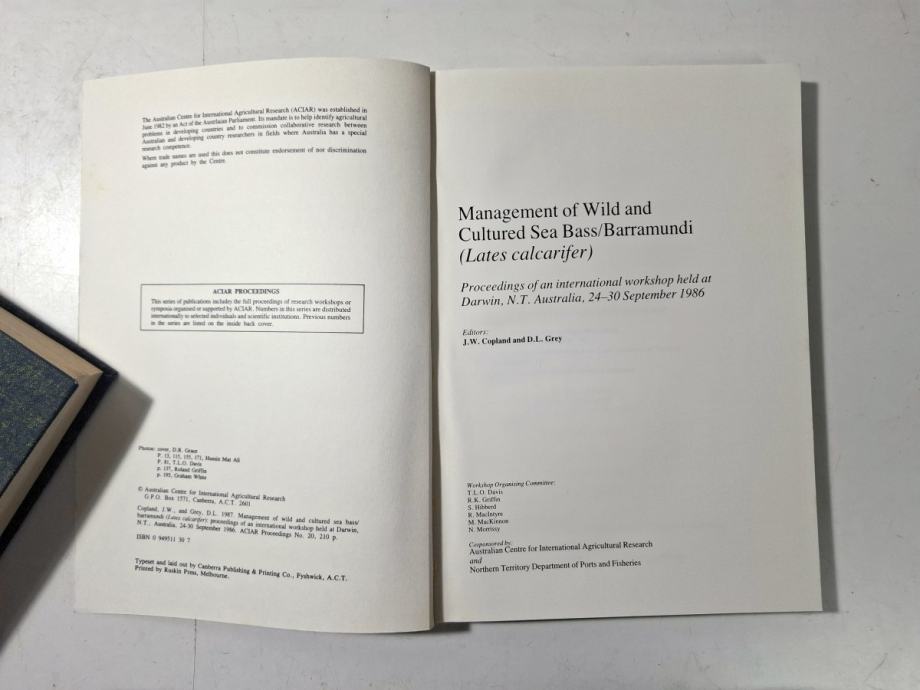 The Australian Centre for International Agricultural Research (ACIAR) was established in
June 1982 by an Act of the Australian Parliament. Its mandate is to help identify agricultural
problems in developing countries and to commission collaborative research between
Australian and developing country researchers in fields where Australia has a special
research competence.
Where trade names are used this does not constitute endorsement of nor discrimination
against any product by the Centre.
ACIAR PROCEEDINGS
This series of publications includes the full proceedings of research workshops or
symposia organised or supported by ACIAR. Numbers in this series are distributed
internationally to selected individuals and scientific institutions. Previous numbers
in the series are listed on the inside back cover.
Photos: cover, D.R. Grant
P. 13, 115, 155, 171, Hussin Mat Ali
P. 81, T.L.O. Davis
p. 137, Roland Griffin
p. 193, Graham White
© Australian Centre for International Agricultural Research
G.P.O. Box 1571, Canberra, A.C.T. 2601
Copland, J.W., and Grey, D.L. 1987. Management of wild and cultured sea bass/
barramundi (Lates calcarifer): proceedings of an international workshop held at Darwin,
N.T., Australia, 24-30 September 1986. ACIAR Proceedings No. 20, 210 p.
ISBN 0 949511 30 7
Typeset and laid out by Canberra Publishing & Printing Co., Fyshwick, A.C.T.
Printed by Ruskin Press, Melbourne.
Management of Wild and
Cultured Sea Bass/Barramundi
(Lates calcarifer)
Proceedings of an international workshop held at
Darwin, N.T. Australia, 24–30 September 1986
Editors:
J.W. Copland and D.L. Grey
Workshop Organising Committee:
T.L.O. Davis
R.K. Griffin
S. Hibberd
R. MacIntyre
M. MacKinnon
N. Morrissy
Cosponsored by:
Australian Centre for International Agricultural Research
and
Northern Territory Department of Ports and Fisheries